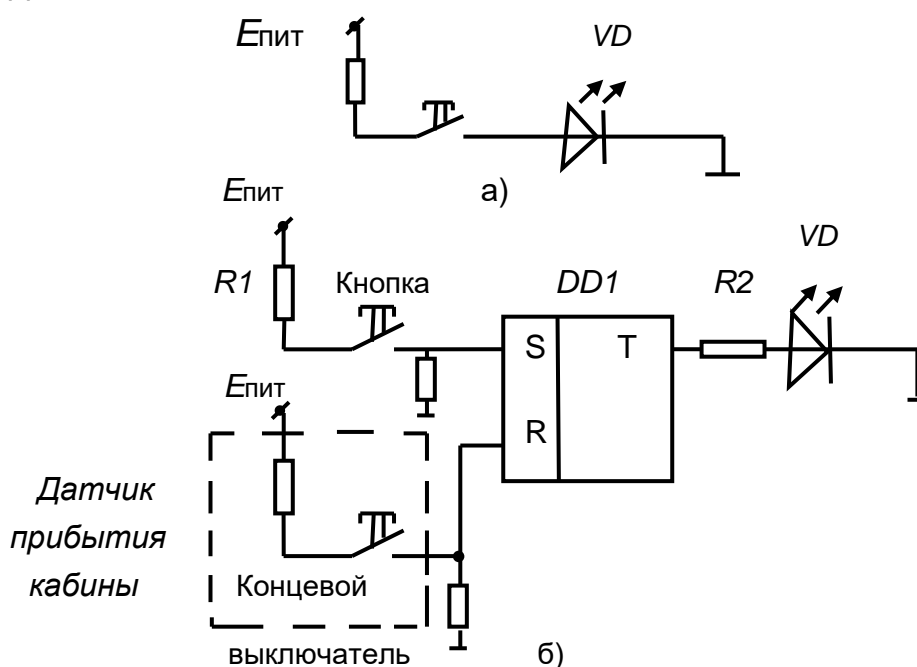 Eпит
VD
а)
Eпит
VD
R1
Кнопка
DD1
R2
S
T
Eпит
R
Датчик
прибытия
кабины
Концевой
выключатель
б)